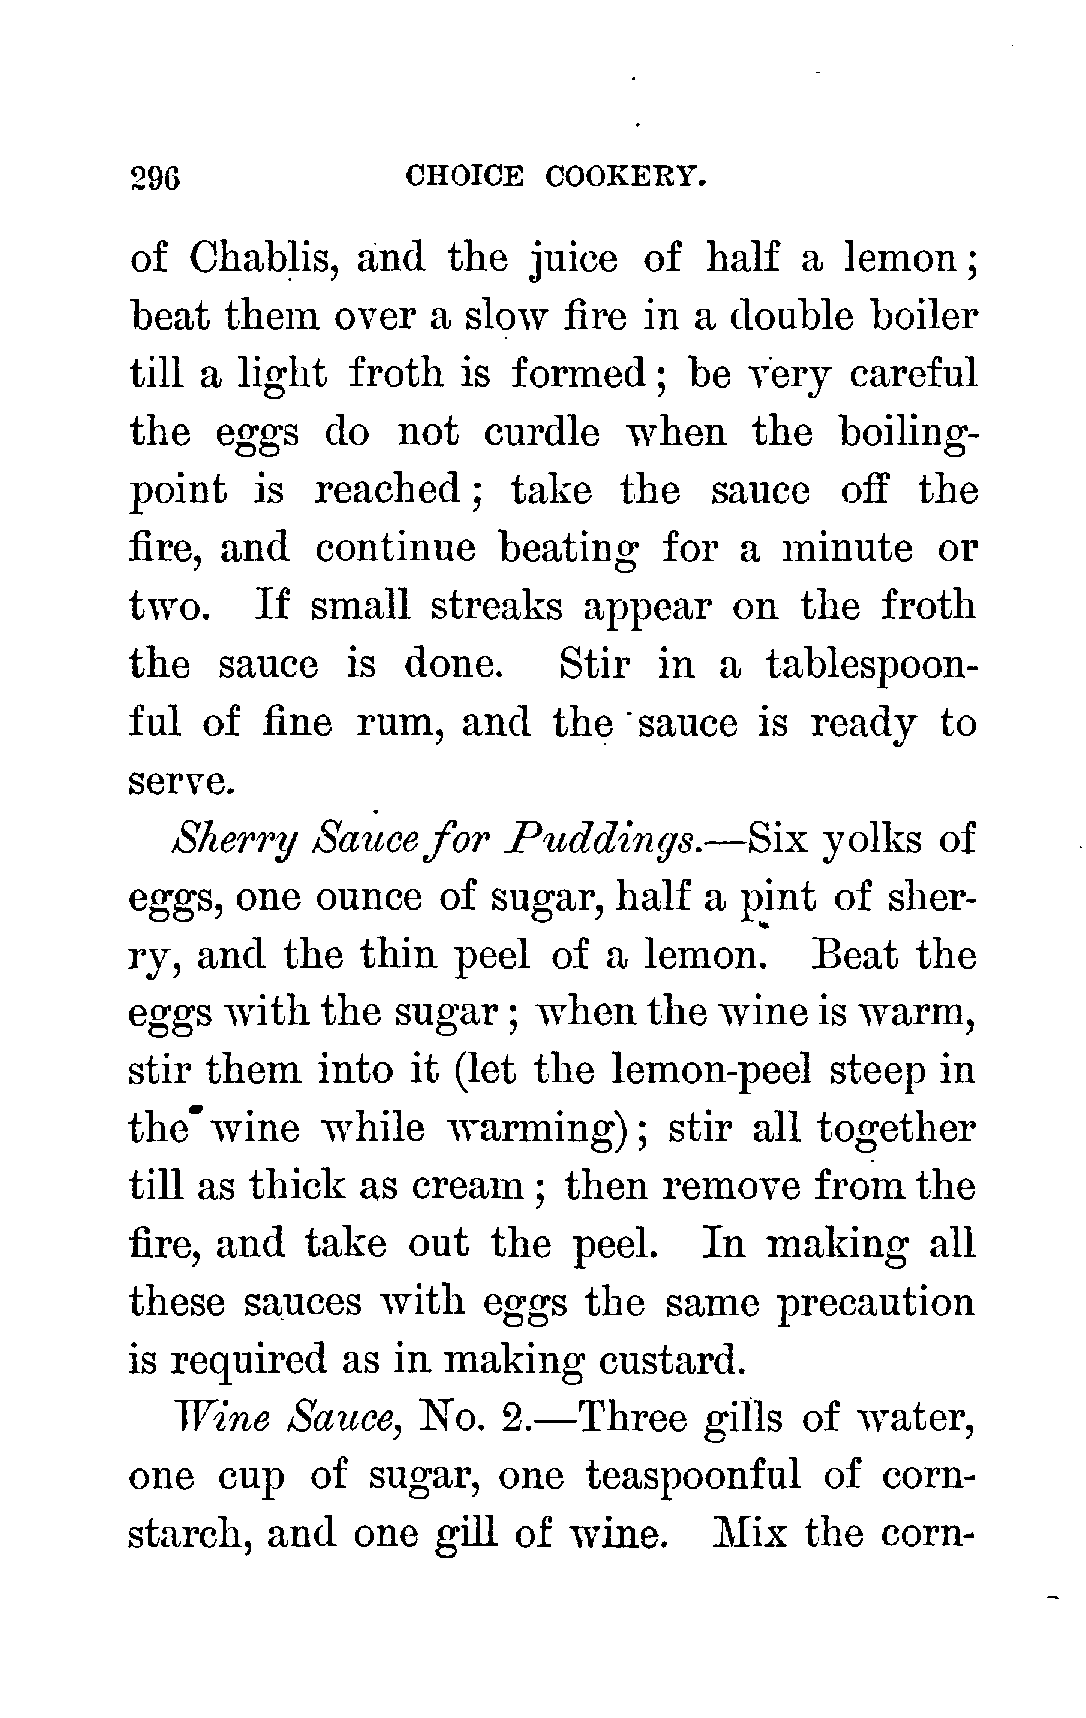 296 CHOICE COOKERY.
of Chablis, and the juice of half a lemon;
beat them over a slow fire in a double boiler
till a light froth is formed; be very careful
the eggs do not curdle when the boiling-
point is reached; take the sauce off the
fire, and continue beating for a minute or
two. If small streaks appear on the froth
the sauce is done. Stir in a tablespoon-
ful of fine rum, and the sauce is ready to
serve.
Sherry Sauce for Puddings.—Six yolks of
eggs, one ounce of sugar, half a pint of sher-
ry, and the thin peel of a lemon. Beat the
eggs with the sugar; when the wine is warm,
stir them into it (let the lemon-peel steep in
the wine while warming); stir all together
till as thick as cream; then remove from the
fire, and take out the peel. In making all
these sauces with eggs the same precaution
is required as in making custard.
Wine Sauce, No. 2.—Three gills of water,
one cup of sugar, one teaspoonful of corn-
starch, and one gill of wine. Mix the corn-